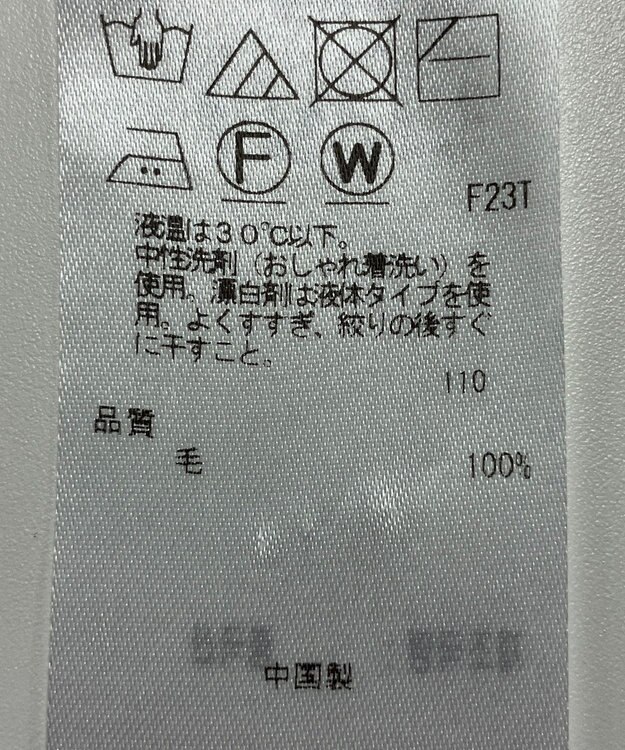 F W
F23T
液温は30℃以下。
中性洗剤（おしゃれ着洗い）を
使用。漂白剤は液体タイプを使
用。よくすすぎ、絞りの後すぐ
に干すこと。
110
品質
毛 100%
中国製